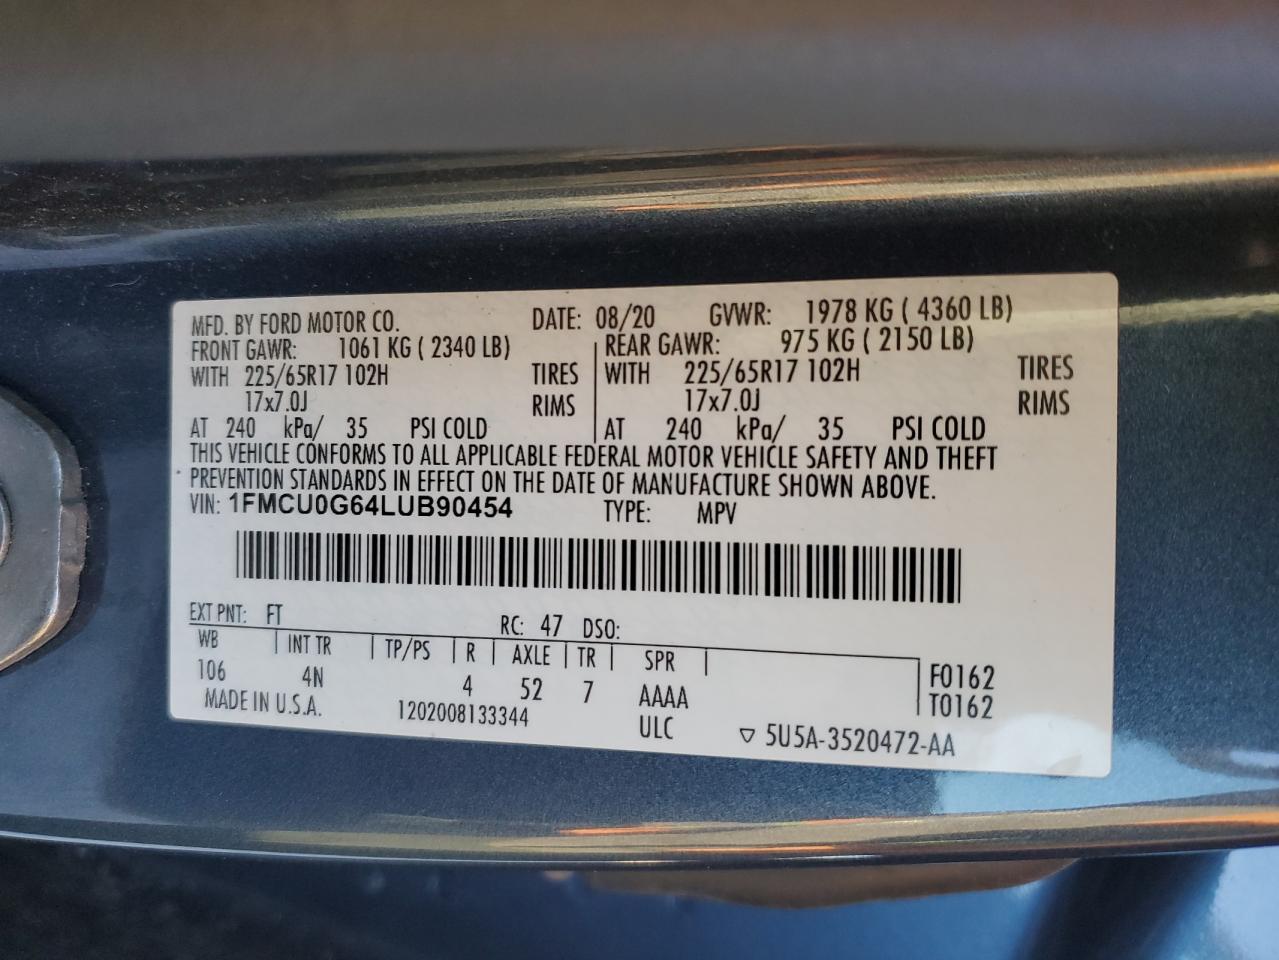 MFD. BY FORD MOTOR CO. DATE: 08/20 GVWR: 1978 KG ( 4360 LB)
FRONT GAWR: 1061 KG ( 2340 LB) REAR GAWR: 975 KG ( 2150 LB)
WITH 225/65R17 102H TIRES WITH 225/65R17 102H TIRES
17x7.0J RIMS 17x7.0J RIMS
AT 240 kPa/ 35 PSI COLD AT 240 kPa/ 35 PSI COLD
THIS VEHICLE CONFORMS TO ALL APPLICABLE FEDERAL MOTOR VEHICLE SAFETY AND THEFT
PREVENTION STANDARDS IN EFFECT ON THE DATE OF MANUFACTURE SHOWN ABOVE.
VIN: 1FMCU0G64LUB90454 TYPE: MPV
EXT PNT: FT RC: 47 DSO:
WB INT TR TP/PS R AXLE TR SPR
106 4N 4 52 7 AAAA F0162
MADE IN U.S.A. 1202008133344 ULC T0162
▽ 5U5A-3520472-AA